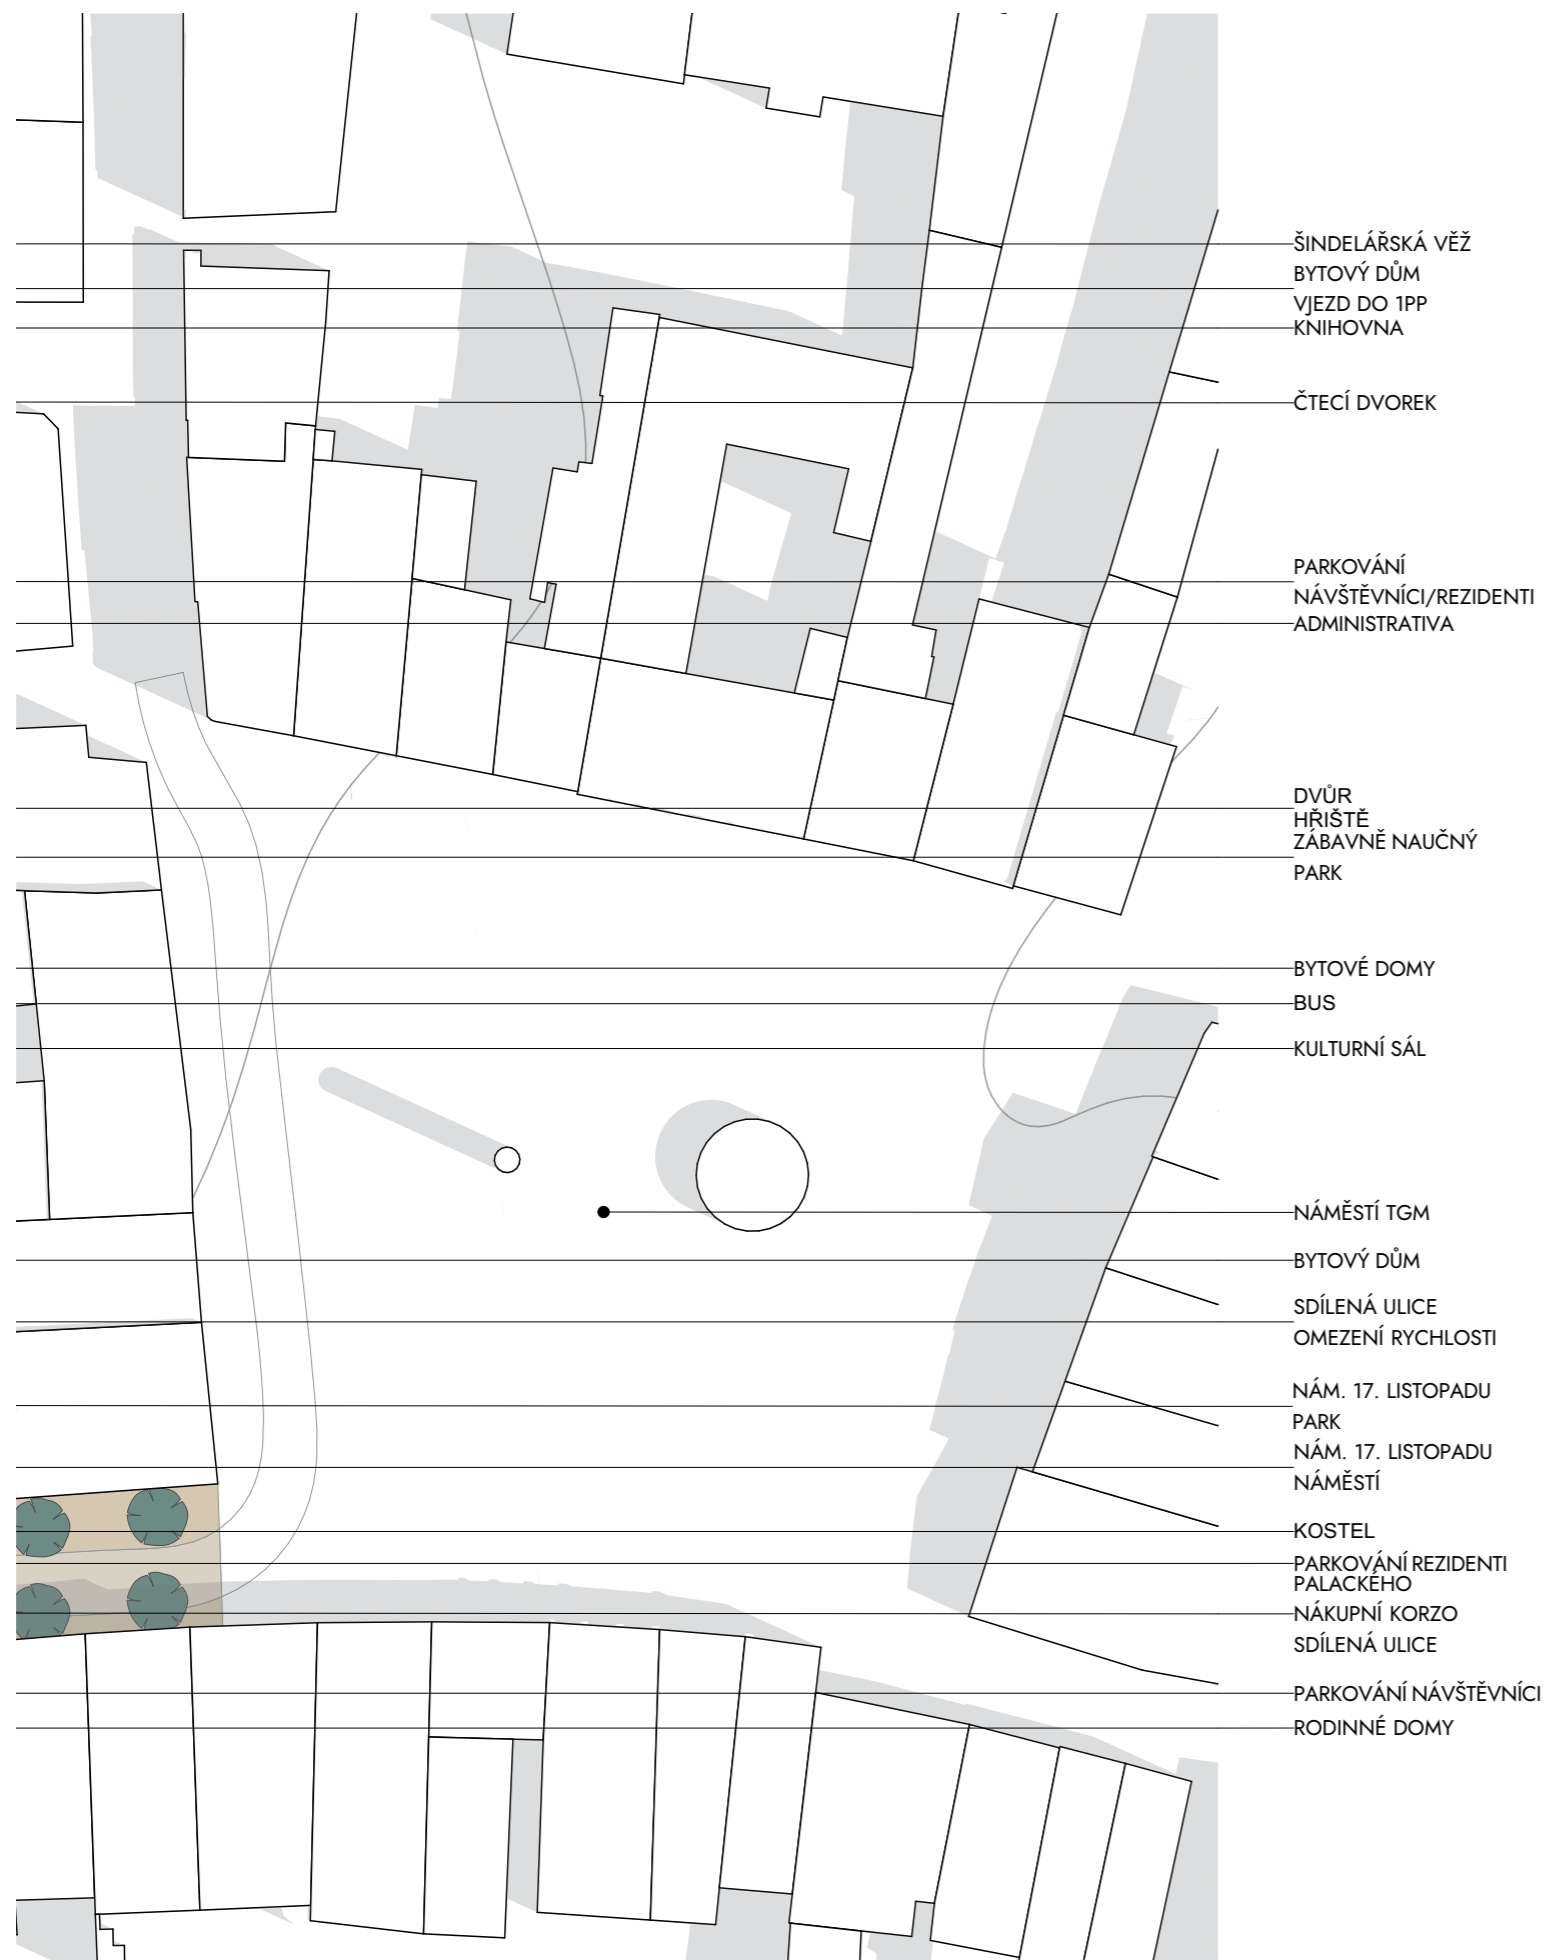 ŠINDELÁŘSKÁ VĚŽ
BYTOVÝ DŮM
VJEZD DO 1PP
KNIHOVNA
ČTECÍ DVOREK
PARKOVÁNÍ
NÁVŠTĚVNÍCI/REZIDENTI
ADMINISTRATIVA
DVŮR
HŘIŠTĚ
ZÁBAVNĚ NAUČNÝ
PARK
BYTOVÉ DOMY
BUS
KULTURNÍ SÁL
NÁMĚSTÍ TGM
BYTOVÝ DŮM
SDÍLENÁ ULICE
OMEZENÍ RYCHLOSTI
NÁM. 17. LISTOPADU
PARK
NÁM. 17. LISTOPADU
NÁMĚSTÍ
KOSTEL
PARKOVÁNÍ REZIDENTI
PALACKÉHO
NÁKUPNÍ KORZO
SDÍLENÁ ULICE
PARKOVÁNÍ NÁVŠTĚVNÍCI
RODINNÉ DOMY